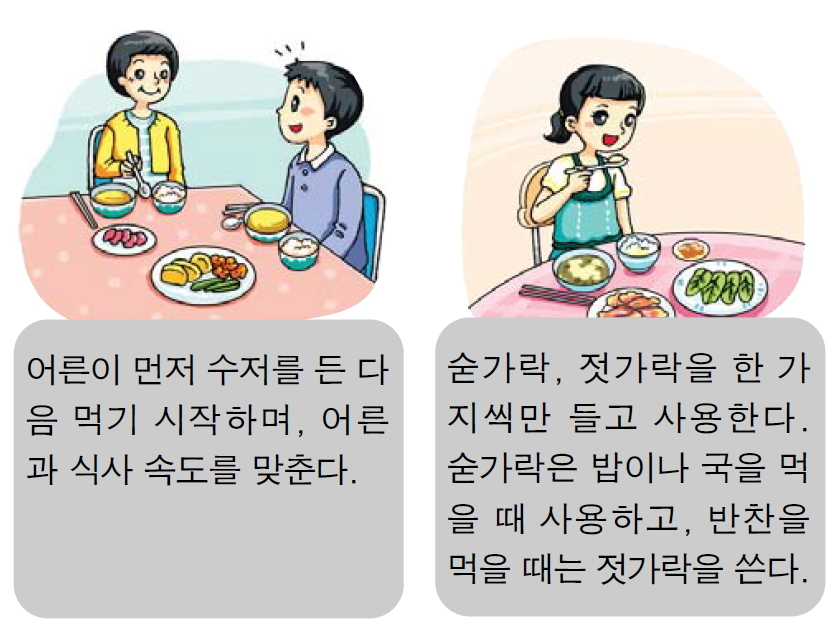 어른이 먼저 수저를 든 다
음 먹기 시작하며, 어른
과 식사 속도를 맞춘다.
숟가락, 젓가락을 한 가
지씩만 들고 사용한다.
숟가락은 밥이나 국을 먹
을 때 사용하고, 반찬을
먹을 때는 젓가락을 쓴다.